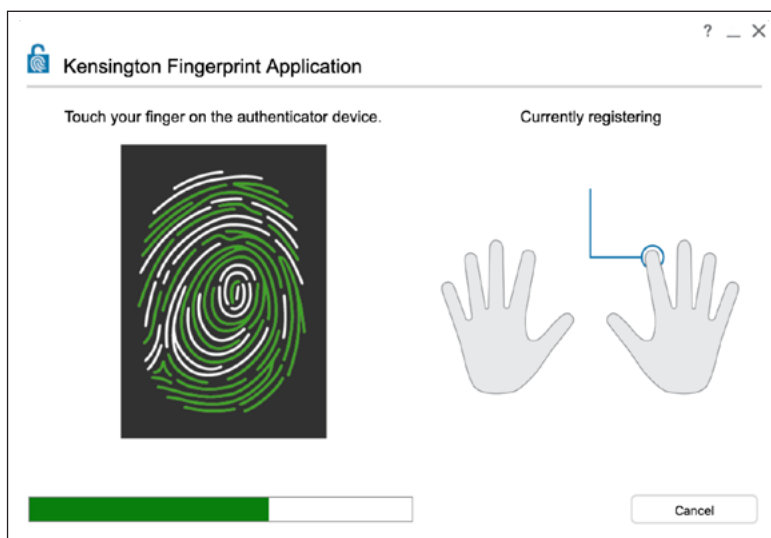 ?
Kensington Fingerprint Application
Touch your finger on the authenticator device.
Currently registering
Cancel